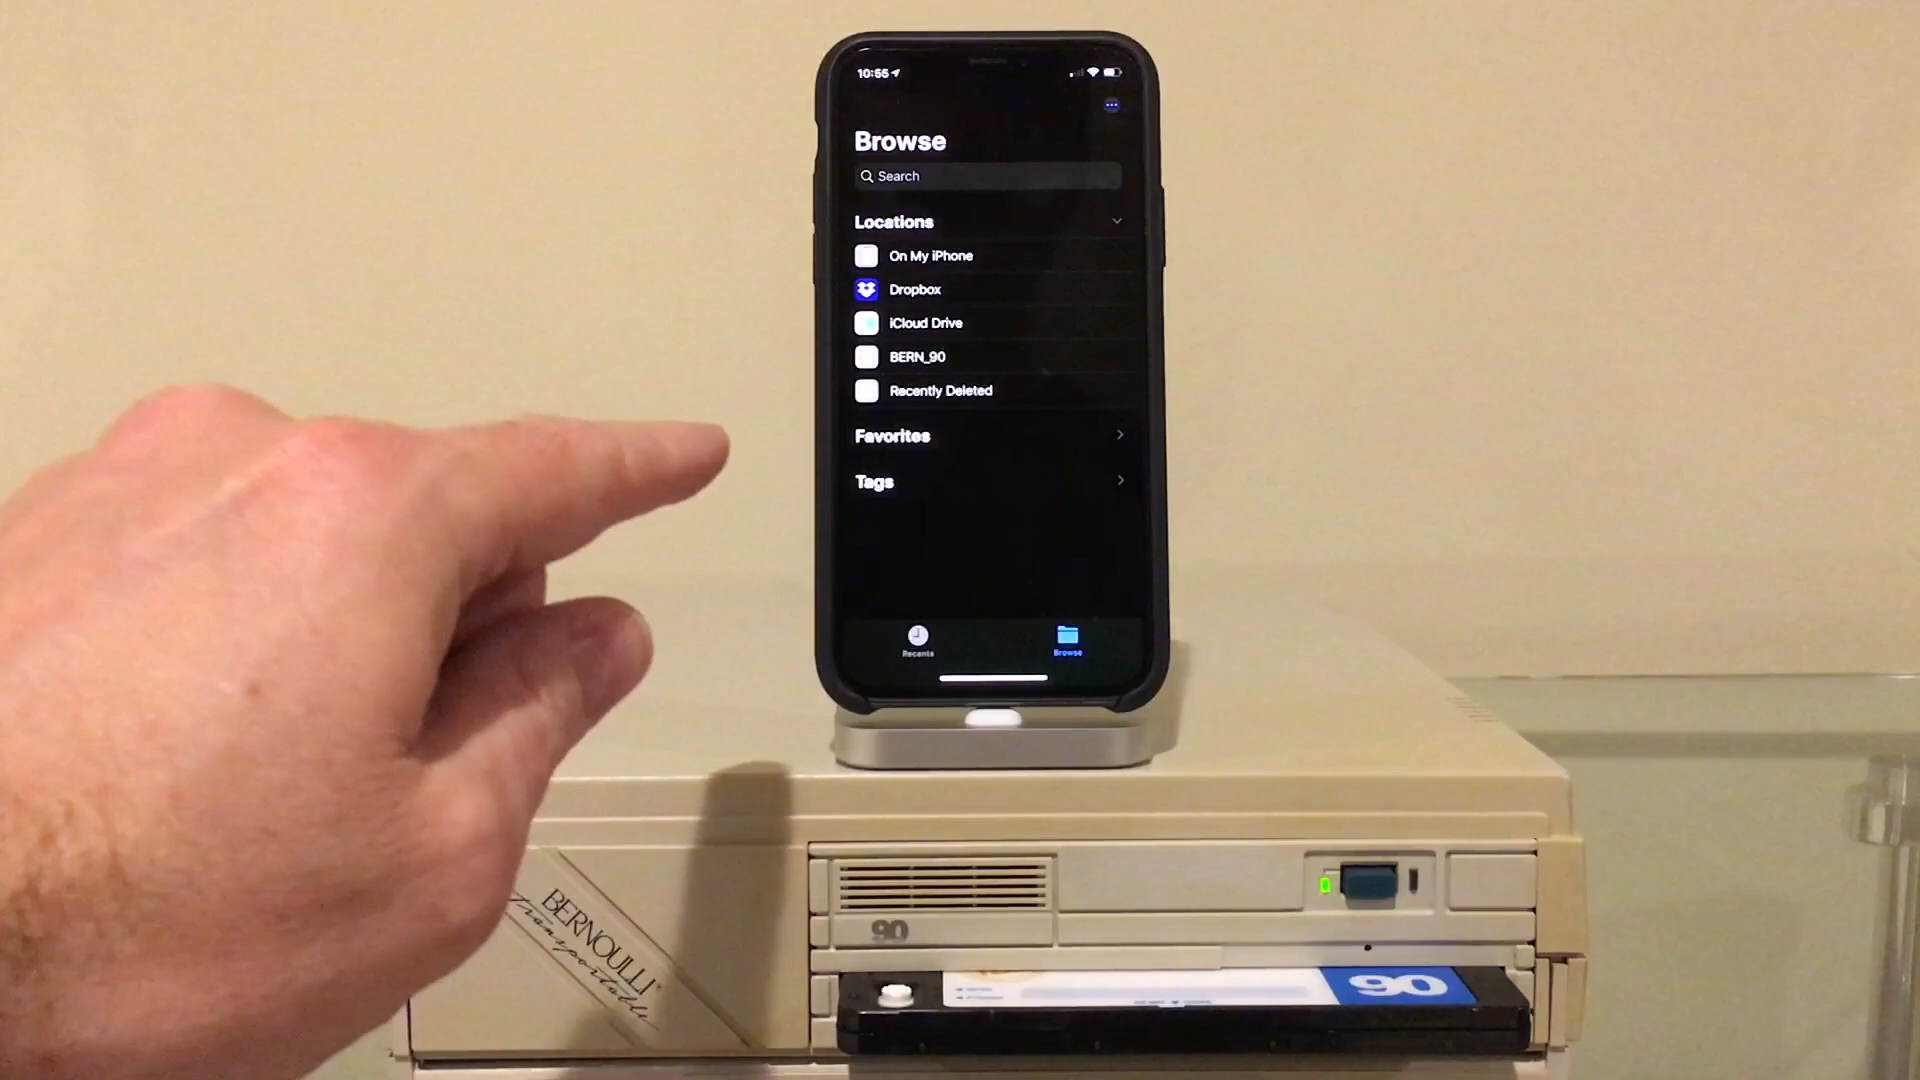 10:55
Browse
Search
Locations
On My iPhone
Dropbox
iCloud Drive
BERN_90
Recently Deleted
Favorites
Tags
Recents
Browse
BERNOULLI
Transportable
90
90